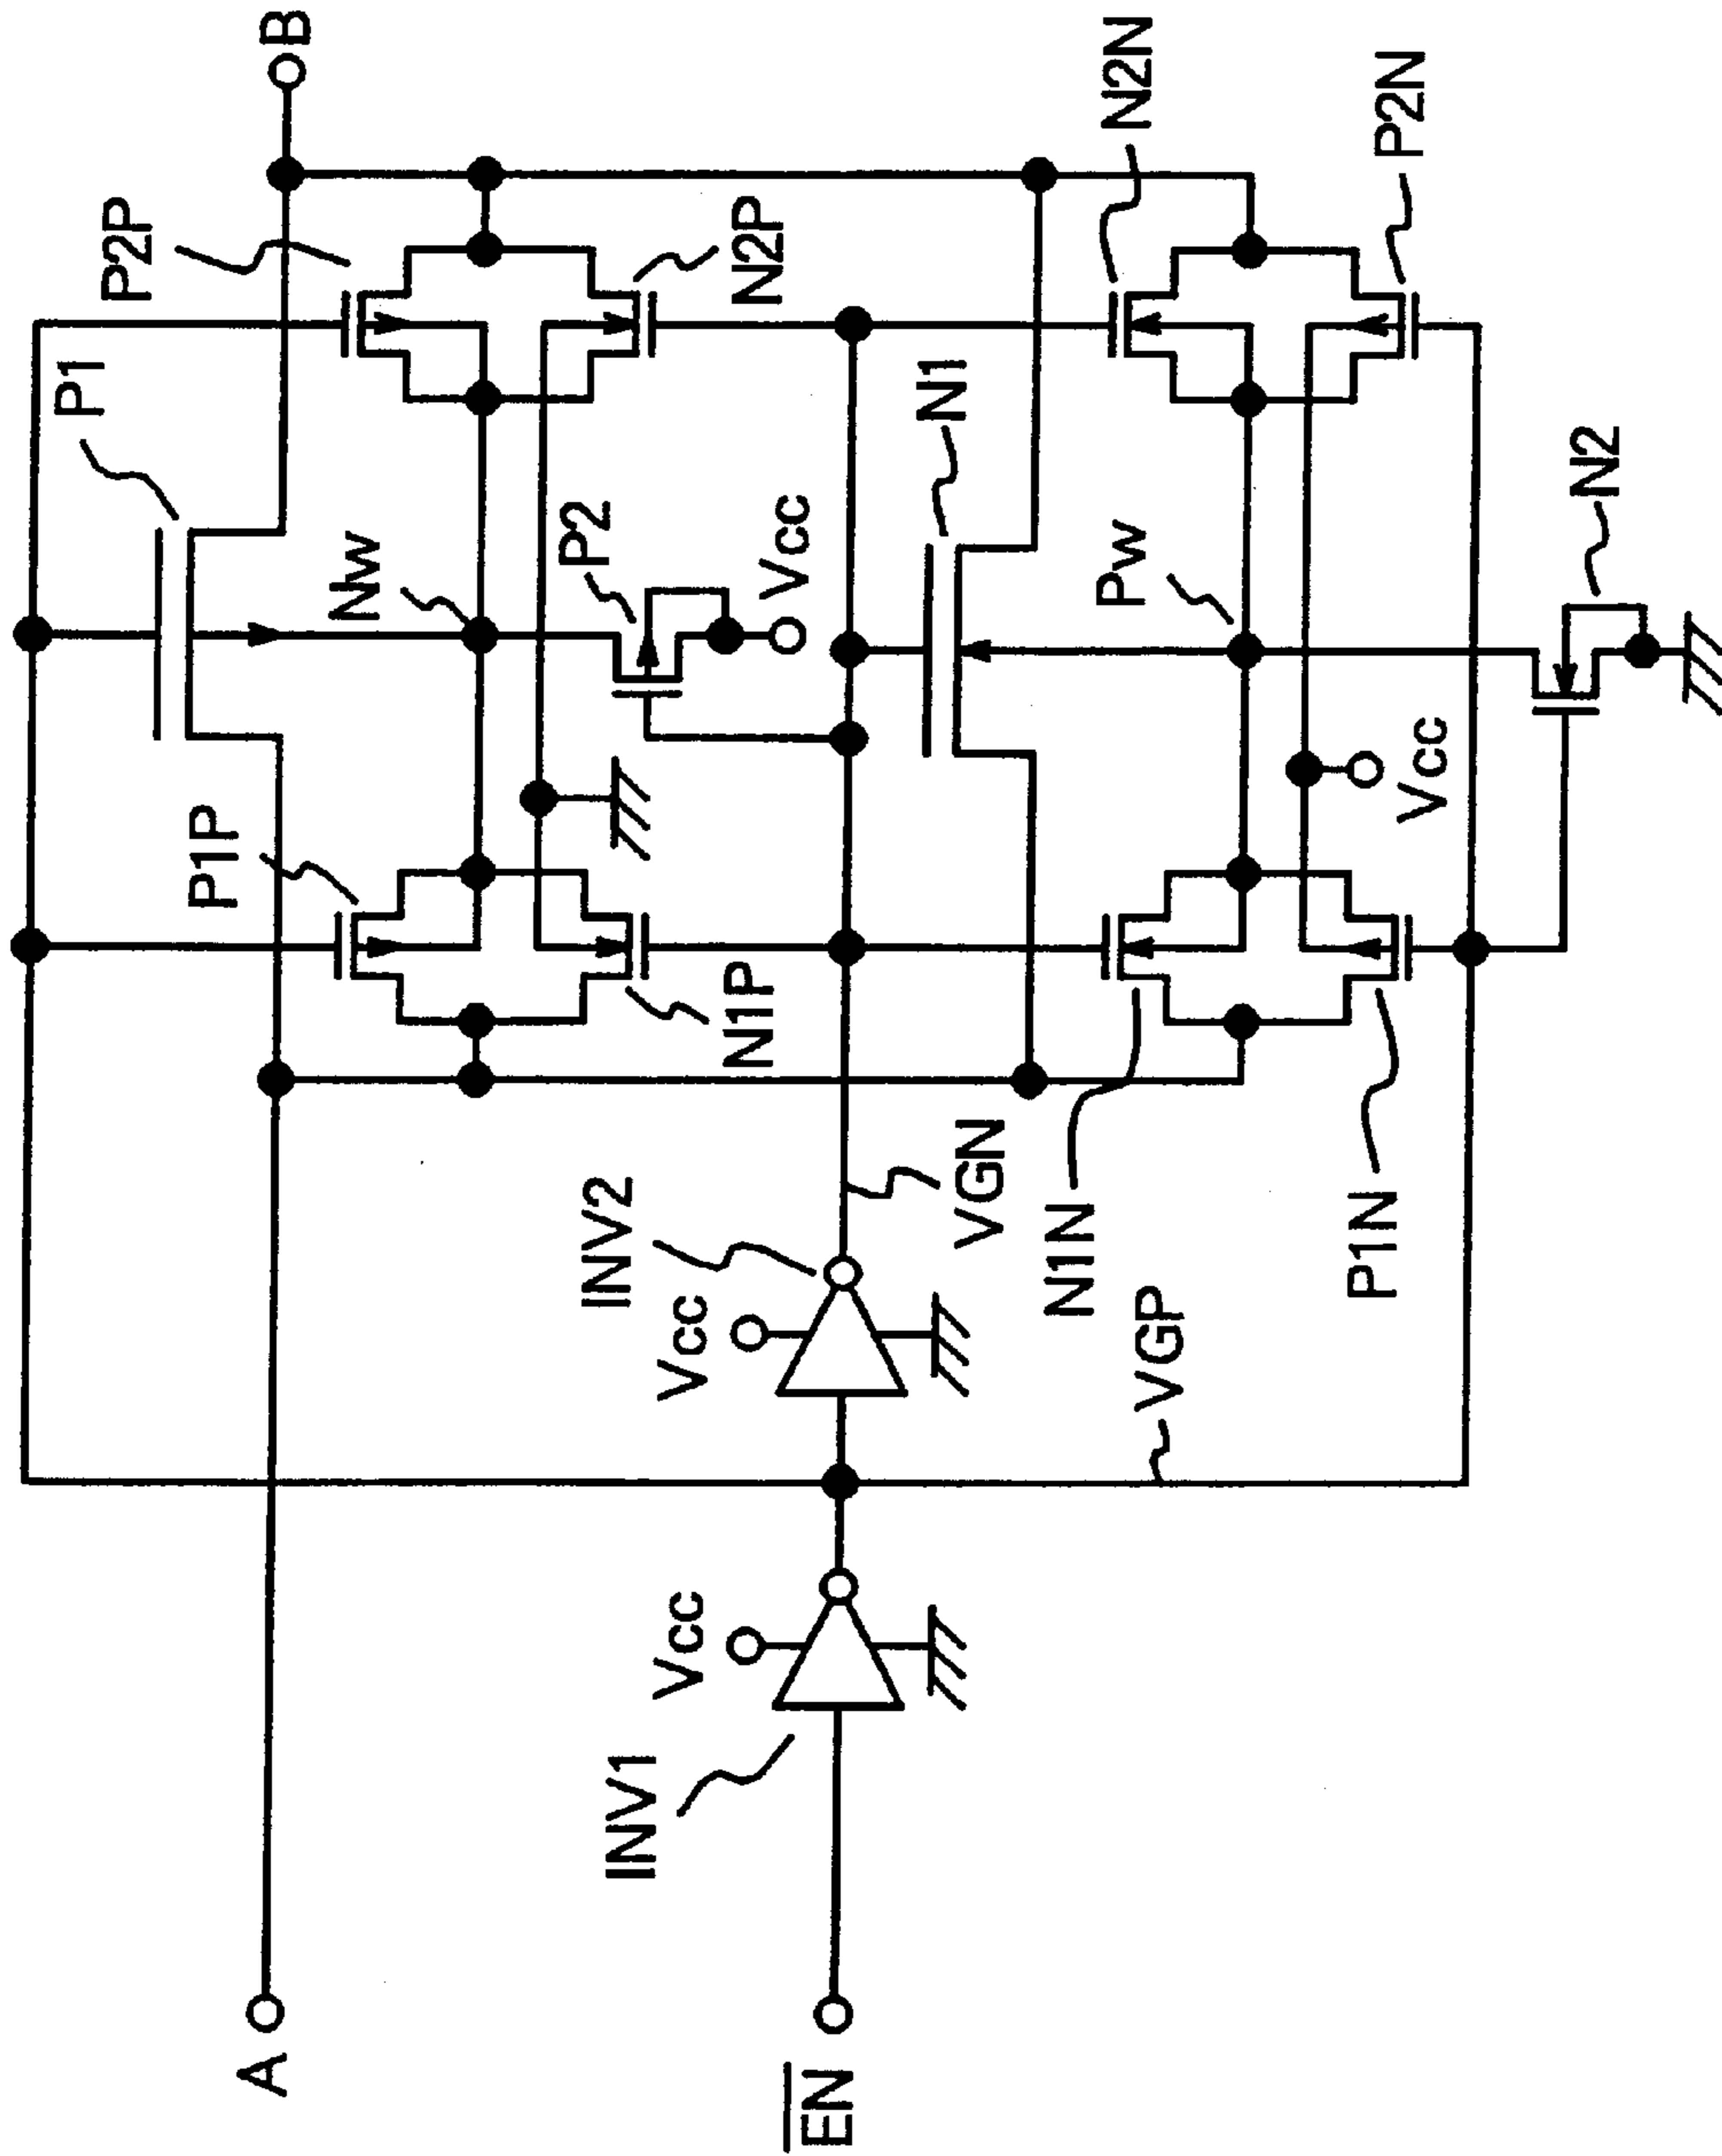 A
B
P1
P2P
P1P
Nw
N2P
P2
Vcc
N1P
INV2
Vcc
VGN
N1
Pw
N2N
P2N
N1N
P1N
Vcc
N2
VGP
INV1
Vcc
EN